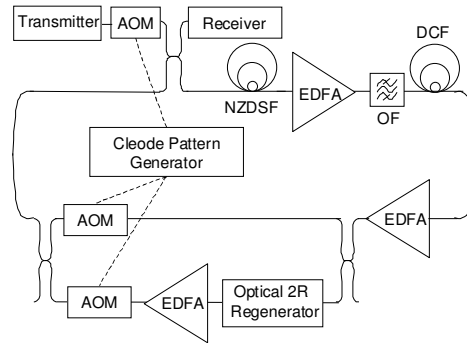 Transmitter
AOM
Receiver
DCF
NZDSF
EDFA
OF
Cleode Pattern
Generator
AOM
EDFA
AOM
EDFA
Optical 2R
Regenerator